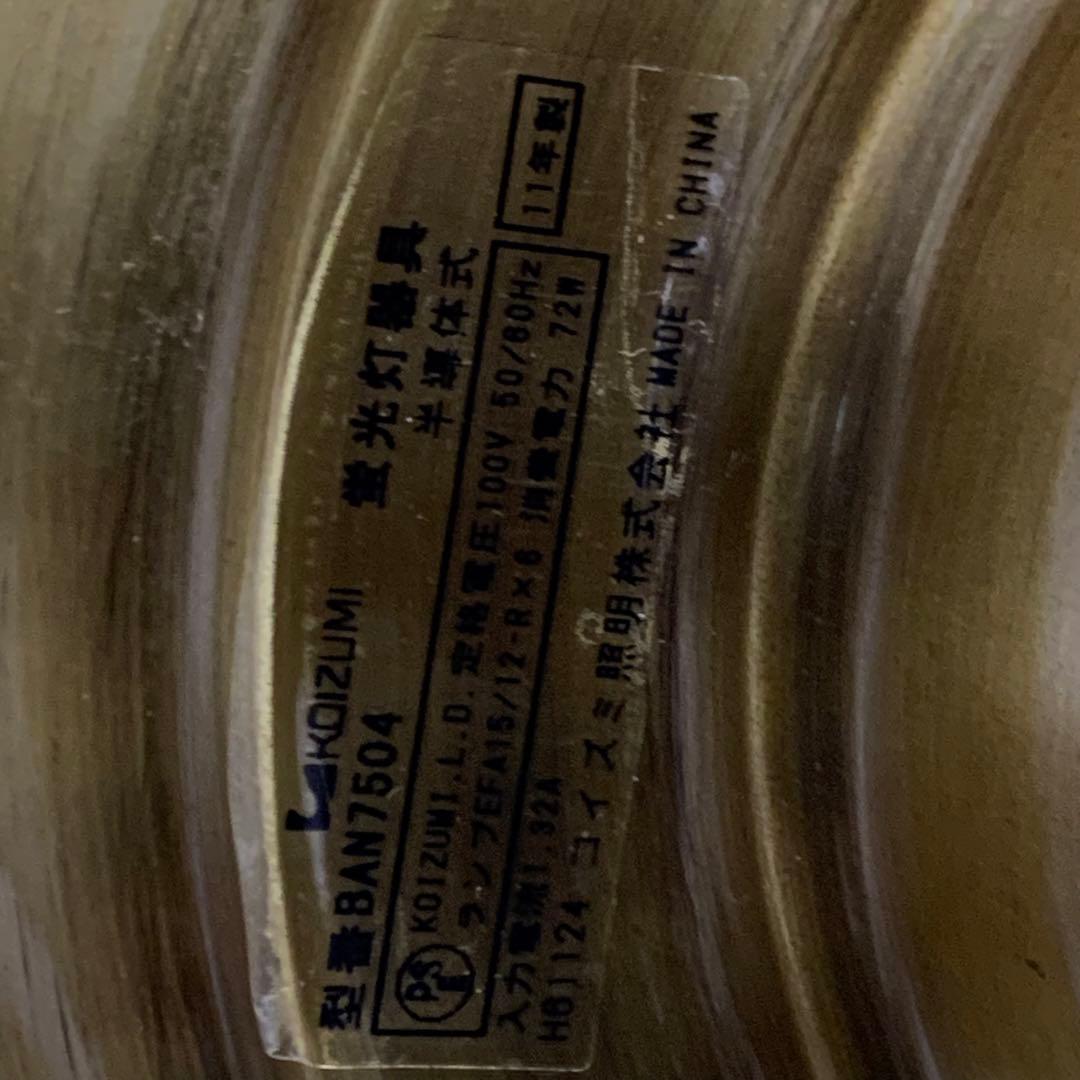 KOIZUMI 蛍光灯器具
型番BAN7504 半導体式
PSE KOIZUMI.L.D. 定格電圧100V 50/60Hz
ランプEFA15/12-R×6 消費電力 72W
11年製
入力電流1.32A
H61124 コイズミ照明株式会社 MADE IN CHINA